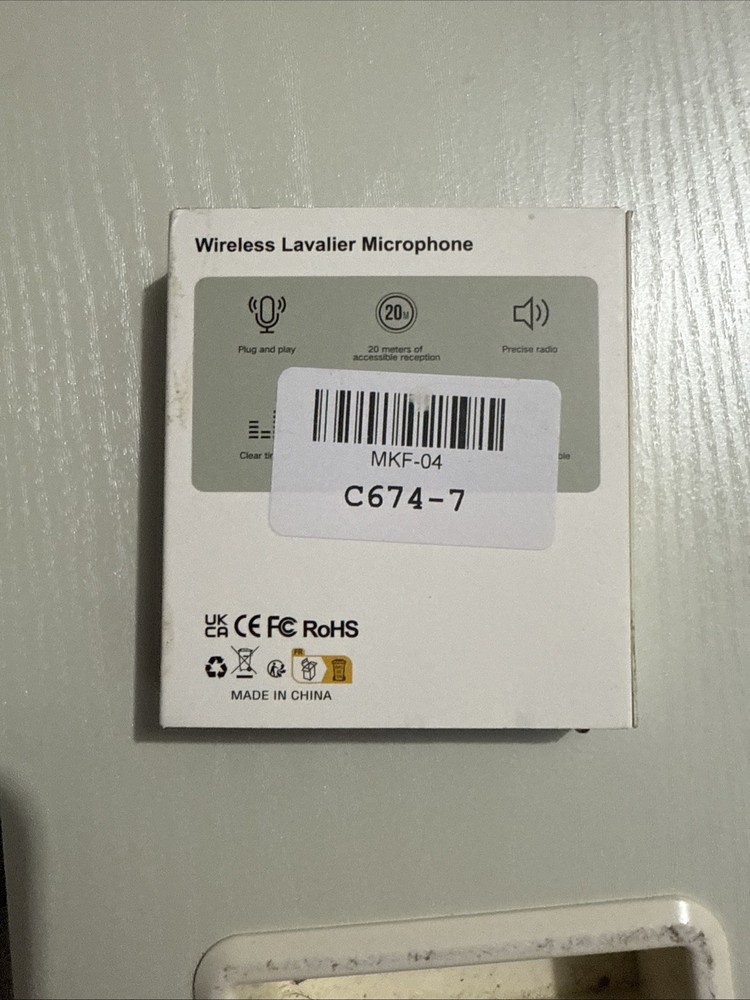 Wireless Lavalier Microphone
20M
Plug and play
20 meters of
accessible reception
Precise radio
Clear
MKF-04
C674-7
UK
CA CE FC RoHS
FR
MADE IN CHINA